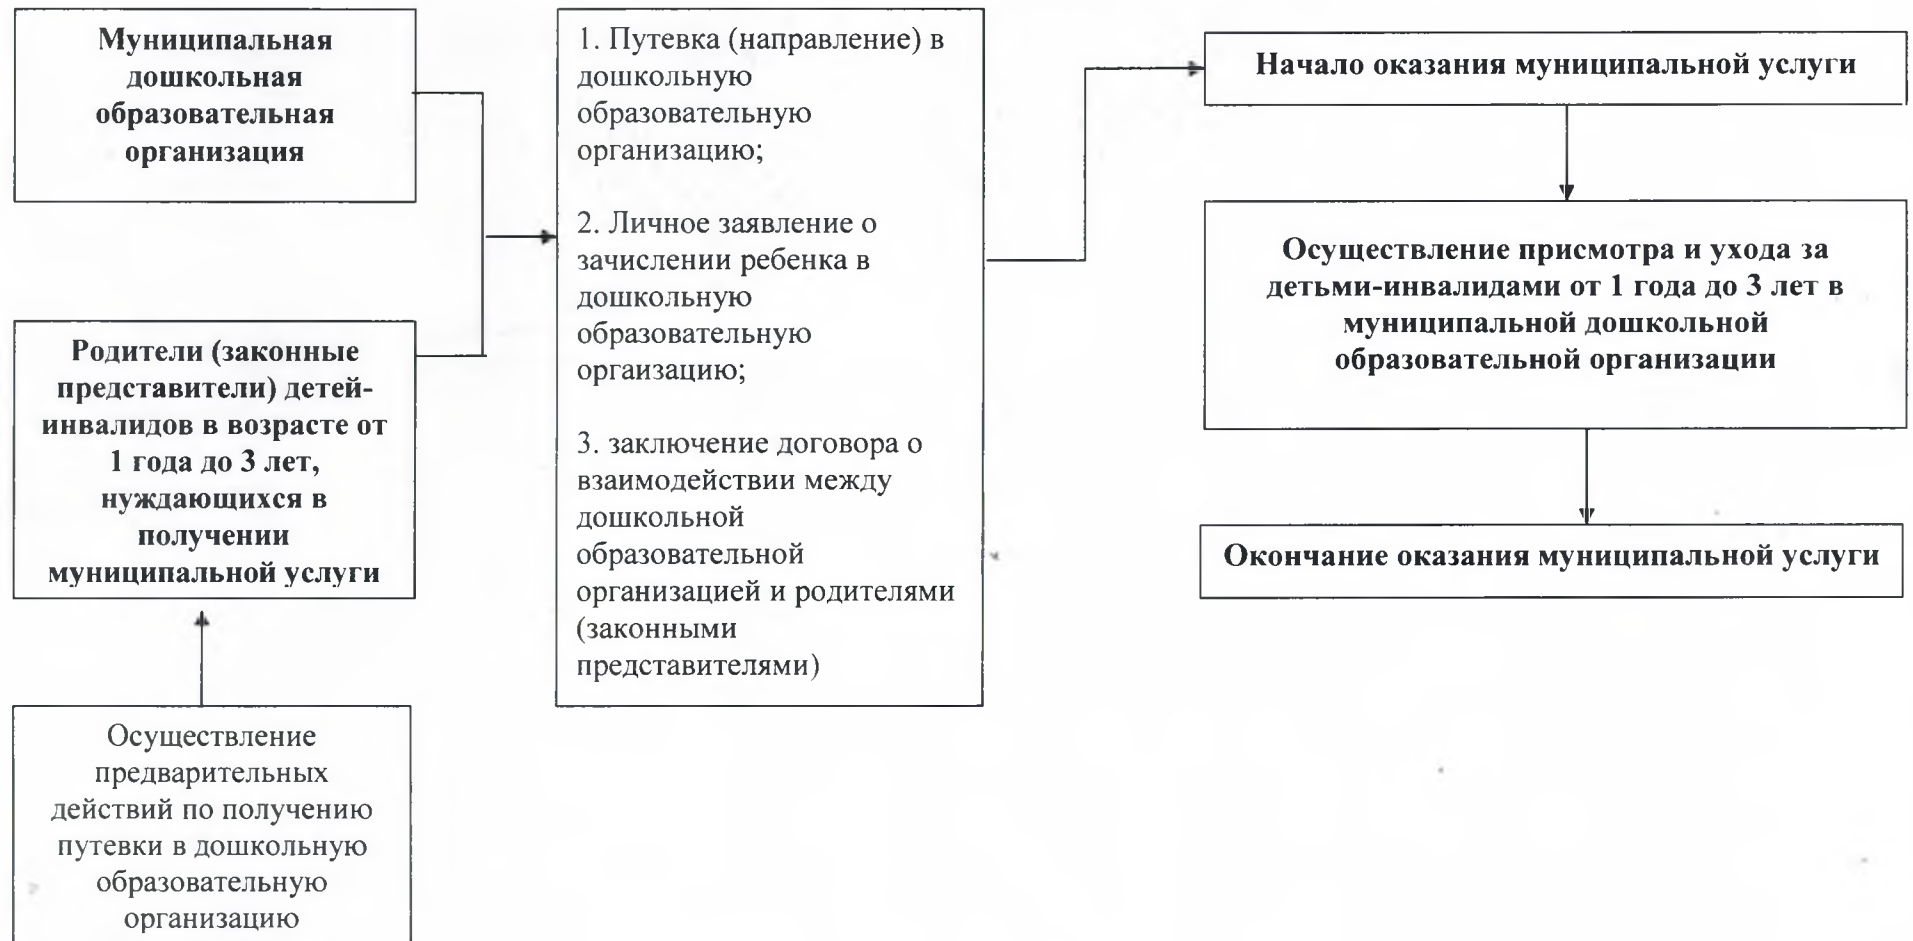 Муниципальная
дошкольная
образовательная
организация
Родители (законные
представители) детей-
инвалидов в возрасте от
1 года до 3 лет,
нуждающихся в
получении
муниципальной услуги
Осуществление
предварительных
действий по получению
путевки в дошкольную
образовательную
организацию
1. Путевка (направление) в
дошкольную
образовательную
организацию;
2. Личное заявление о
зачислении ребенка в
дошкольную
образовательную
оргаизацию;
3. заключение договора о
взаимодействии между
дошкольной
образовательной
организацией и родителями
(законными
представителями)
Начало оказания муниципальной услуги
Осуществление присмотра и ухода за
детьми-инвалидами от 1 года до 3 лет в
муниципальной дошкольной
образовательной организации
Окончание оказания муниципальной услуги